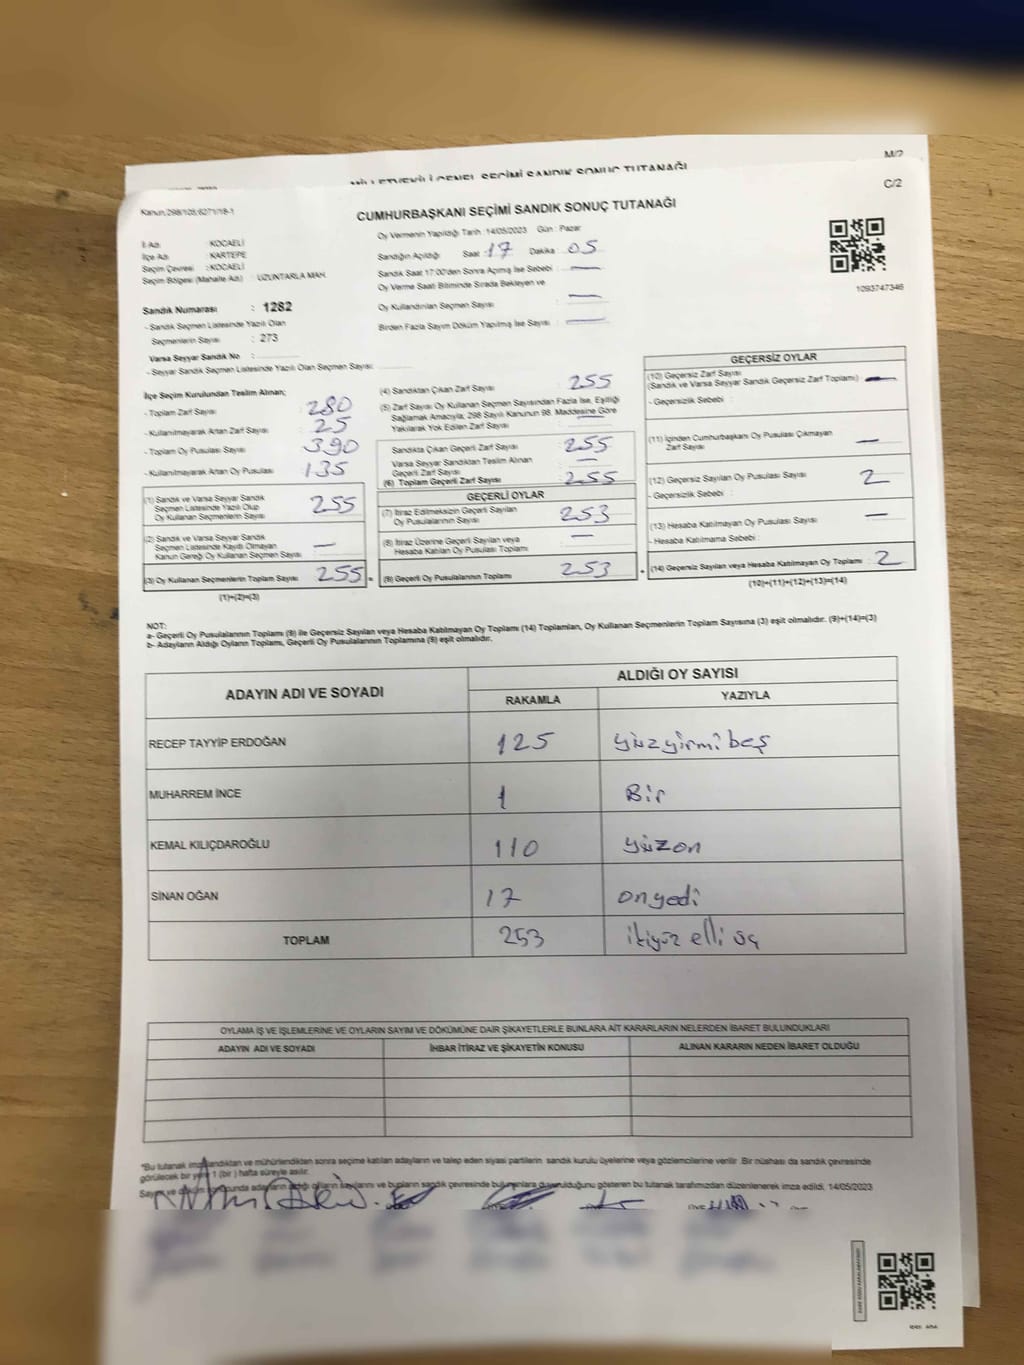 M/2
MİLLETVEKİLİ GENEL SEÇİMİ SANDIK SONUÇ TUTANAĞI
C/2
Kanun:298/105;6271/18-1
CUMHURBAŞKANI SEÇİMİ SANDIK SONUÇ TUTANAĞI
İl Adı : KOCAELİ
İlçe Adı : KARTEPE
Seçim Çevresi : KOCAELİ
Seçim Bölgesi (Mahalle Adı) UZUNTARLA MAH.
Oy Vermenin Yapıldığı Tarih :14/05/2023 Gün : Pazar
Sandığın Açıldığı Saat : 17 Dakika : 05
Sandık Saat 17:00'den Sonra Açılmış İse Sebebi : —
Oy Verme Saati Bitiminde Sırada Bekleyen ve
Oy Kullandırılan Seçmen Sayısı : —
Birden Fazla Sayım Döküm Yapılmış İse Sayısı : —
1093747346
Sandık Numarası : 1282
- Sandık Seçmen Listesinde Yazılı Olan
Seçmenlerin Sayısı : 273
Varsa Seyyar Sandık No :
- Seyyar Sandık Seçmen Listesinde Yazılı Olan Seçmen Sayısı:
İlçe Seçim Kurulundan Teslim Alınan;
- Toplam Zarf Sayısı : 280
- Kullanılmayarak Artan Zarf Sayısı : 25
- Toplam Oy Pusulası Sayısı : 390
- Kullanılmayarak Artan Oy Pusulası : 135
(1) Sandık ve Varsa Seyyar Sandık
Seçmen Listesinde Yazılı Olup
Oy Kullanan Seçmenlerin Sayısı : 255
(2) Sandık ve Varsa Seyyar Sandık
Seçmen Listesinde Kaydı Olmayan
Kanun Gereği Oy Kullanan Seçmen Sayısı : —
(3) Oy Kullanan Seçmenlerin Toplam Sayısı : 255 =
(1)+(2)=(3)
(4) Sandıktan Çıkan Zarf Sayısı : 255
(5) Zarf Sayısı Oy Kullanan Seçmen Sayısından Fazla İse, Eşitliği
Sağlamak Amacıyla; 298 Sayılı Kanunun 98. Maddesine Göre
Yakılarak Yok Edilen Zarf Sayısı : —
Sandıkta Çıkan Geçerli Zarf Sayısı : 255
Varsa Seyyar Sandıktan Teslim Alınan
Geçerli Zarf Sayısı : —
(6) Toplam Geçerli Zarf Sayısı : 255
GEÇERLİ OYLAR
(7) İtiraz Edilmeksizin Geçerli Sayılan
Oy Pusulalarının Sayısı : 253
(8) İtiraz Üzerine Geçerli Sayılan veya
Hesaba Katılan Oy Pusulası Toplamı : —
(9) Geçerli Oy Pusulalarının Toplamı : 253 +
GEÇERSİZ OYLAR
(10) Geçersiz Zarf Sayısı
(Sandık ve Varsa Seyyar Sandık Geçersiz Zarf Toplamı) : —
- Geçersizlik Sebebi :
(11) İçinden Cumhurbaşkanı Oy Pusulası Çıkmayan
Zarf Sayısı : —
(12) Geçersiz Sayılan Oy Pusulası Sayısı : 2
- Geçersizlik Sebebi :
(13) Hesaba Katılmayan Oy Pusulası Sayısı : —
- Hesaba Katılmama Sebebi :
(14) Geçersiz Sayılan veya Hesaba Katılmayan Oy Toplamı : 2
(10)+(11)+(12)+(13)=(14)
NOT:
a- Geçerli Oy Pusulalarının Toplamı (9) ile Geçersiz Sayılan veya Hesaba Katılmayan Oy Toplamı (14) Toplamları, Oy Kullanan Seçmenlerin Toplam Sayısına (3) eşit olmalıdır. (9)+(14)=(3)
b- Adayların Aldığı Oyların Toplamı, Geçerli Oy Pusulalarının Toplamına (9) eşit olmalıdır.
ADAYIN ADI VE SOYADI ALDIĞI OY SAYISI
RAKAMLA YAZIYLA
RECEP TAYYİP ERDOĞAN 125 yüzyirmi beş
MUHARREM İNCE 1 Bir
KEMAL KILIÇDAROĞLU 110 yüzon
SİNAN OĞAN 17 onyedi
TOPLAM 253 ikiyüz elli üç
OYLAMA İŞ VE İŞLEMLERİNE VE OYLARIN SAYIM VE DÖKÜMÜNE DAİR ŞİKAYETLERLE BUNLARA AİT KARARLARIN NELERDEN İBARET BULUNDUKLARI
ADAYIN ADI VE SOYADI İHBAR İTİRAZ VE ŞİKAYETİN KONUSU ALINAN KARARIN NEDEN İBARET OLDUĞU
*Bu tutanak imzalandıktan ve mühürlendikten sonra seçime katılan adayların ve talep eden siyasi partilerin sandık kurulu üyelerine veya gözlemcilerine verilir. Bir nüshası da sandık çevresinde
görülecek bir yere 1 (bir) hafta süreyle asılır.
Sayım ve döküm sonucunda adayların aldığı oyların sayılarını ve bunların sandık çevresinde bulunanlara duyurulduğunu gösteren bu tutanak tarafımızdan düzenlenerek imza edildi. 14/05/2023